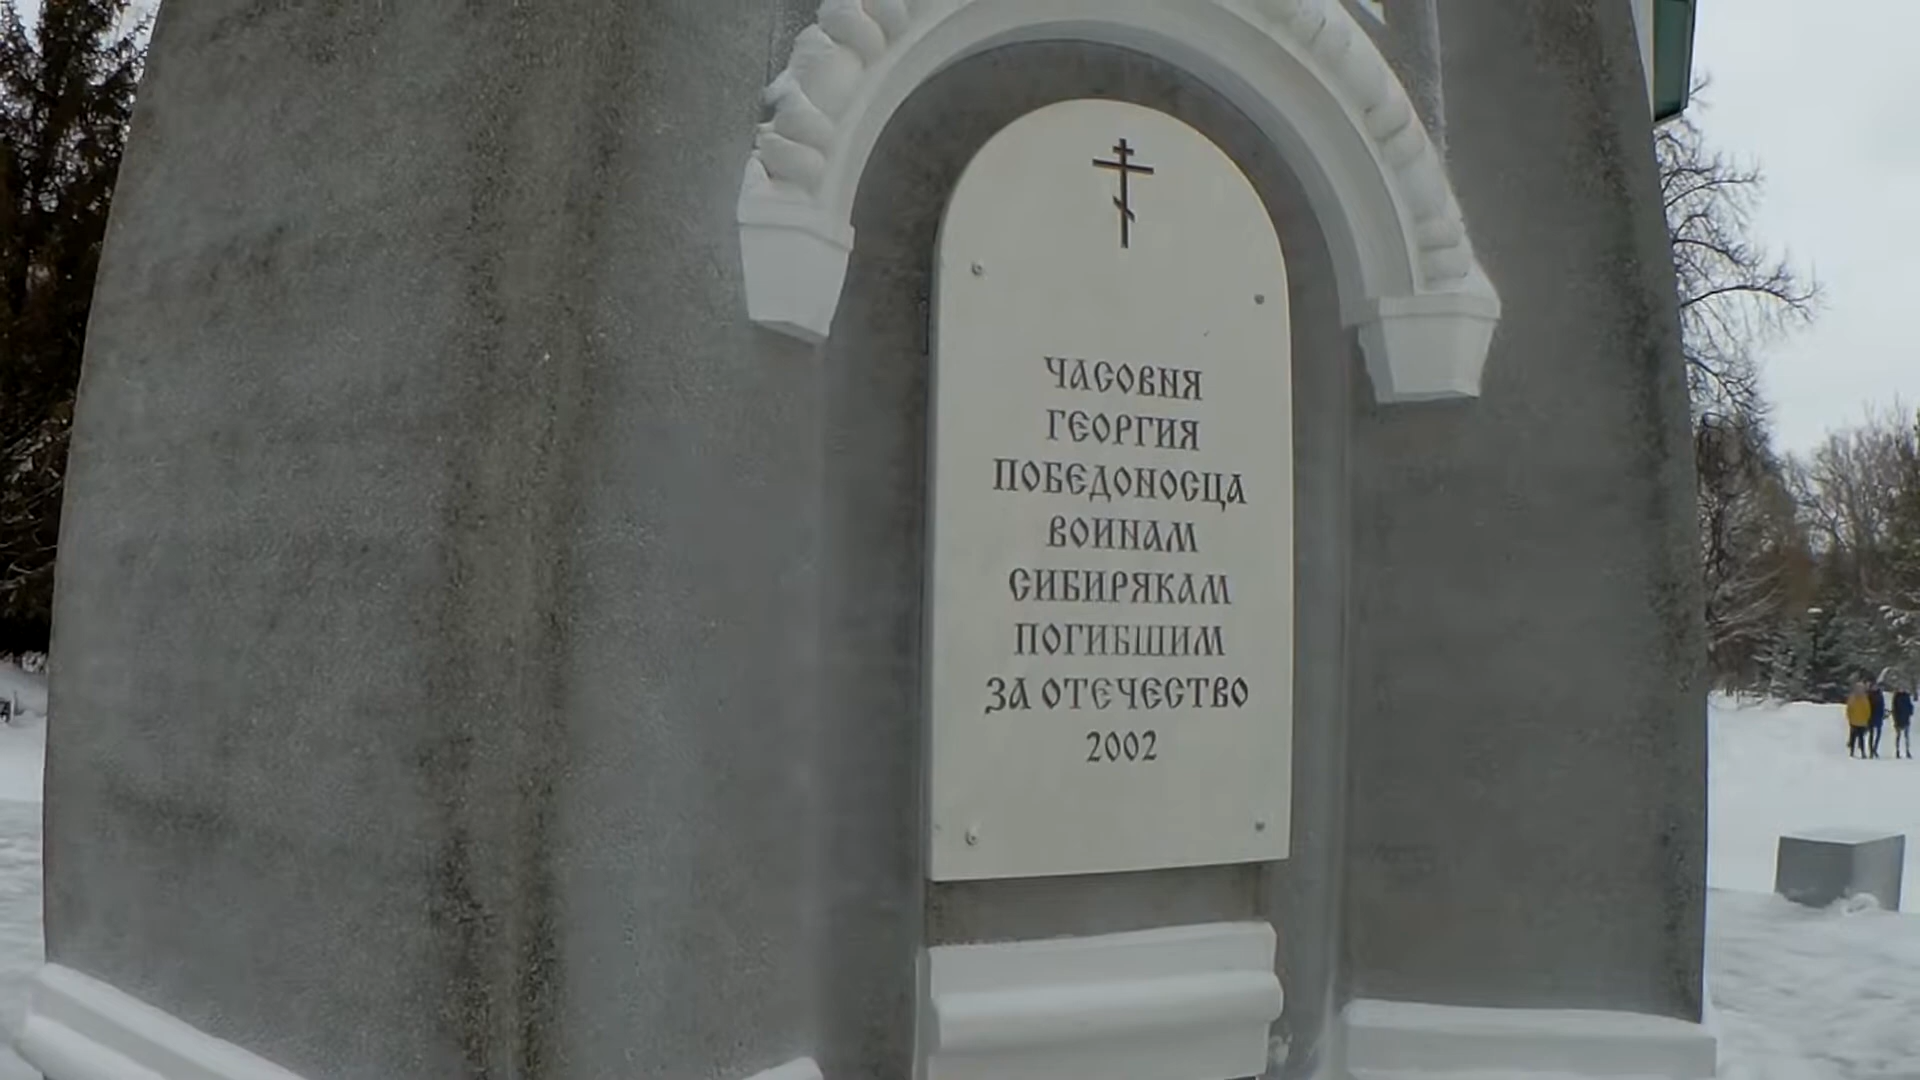 ЧАСОВНЯ
ГЕОРГИЯ
ПОБЕДОНОСЦА
ВОИНАМ
СИБИРЯКАМ
ПОГИБШИМ
ЗА ОТЕЧЕСТВО
2002